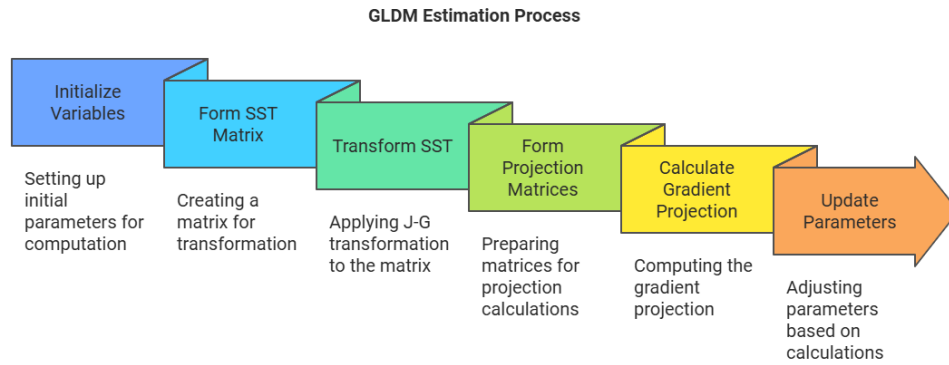 GLDM Estimation Process
Initialize
Variables
Setting up
initial
parameters for
computation
Form SST
Matrix
Creating a
matrix for
transformation
Transform SST
Applying J-G
transformation
to the matrix
Form
Projection
Matrices
Preparing
matrices for
projection
calculations
Calculate
Gradient
Projection
Computing the
gradient
projection
Update
Parameters
Adjusting
parameters
based on
calculations